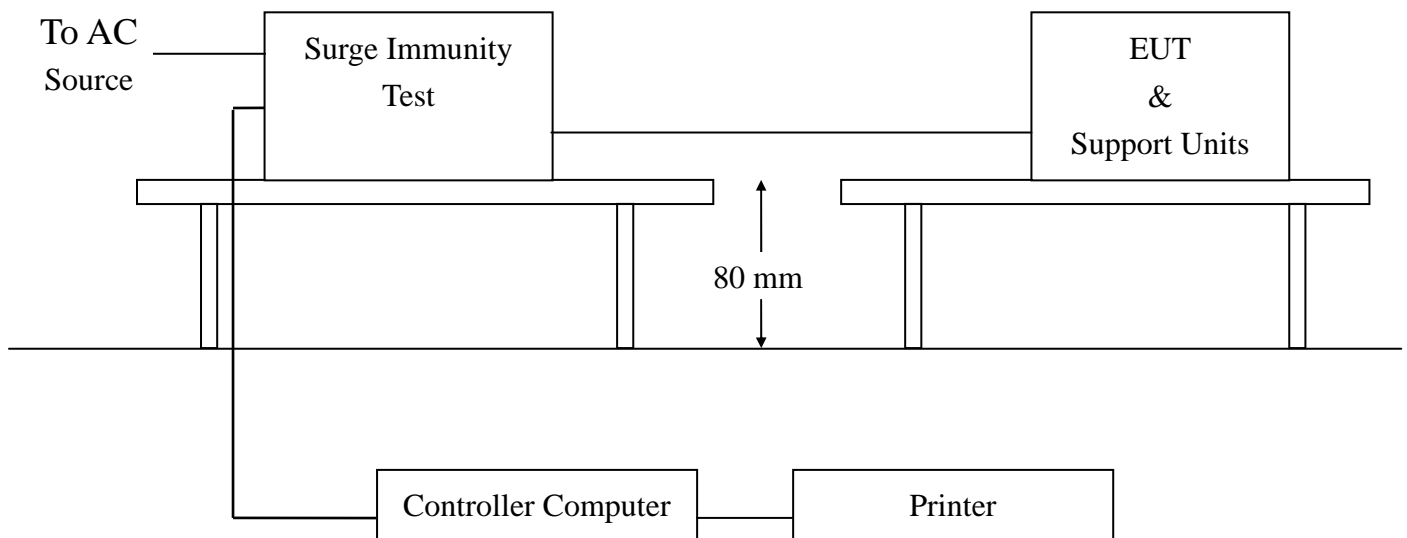 To AC
Source
Surge Immunity
Test
EUT
&
Support Units
80 mm
Controller Computer
Printer